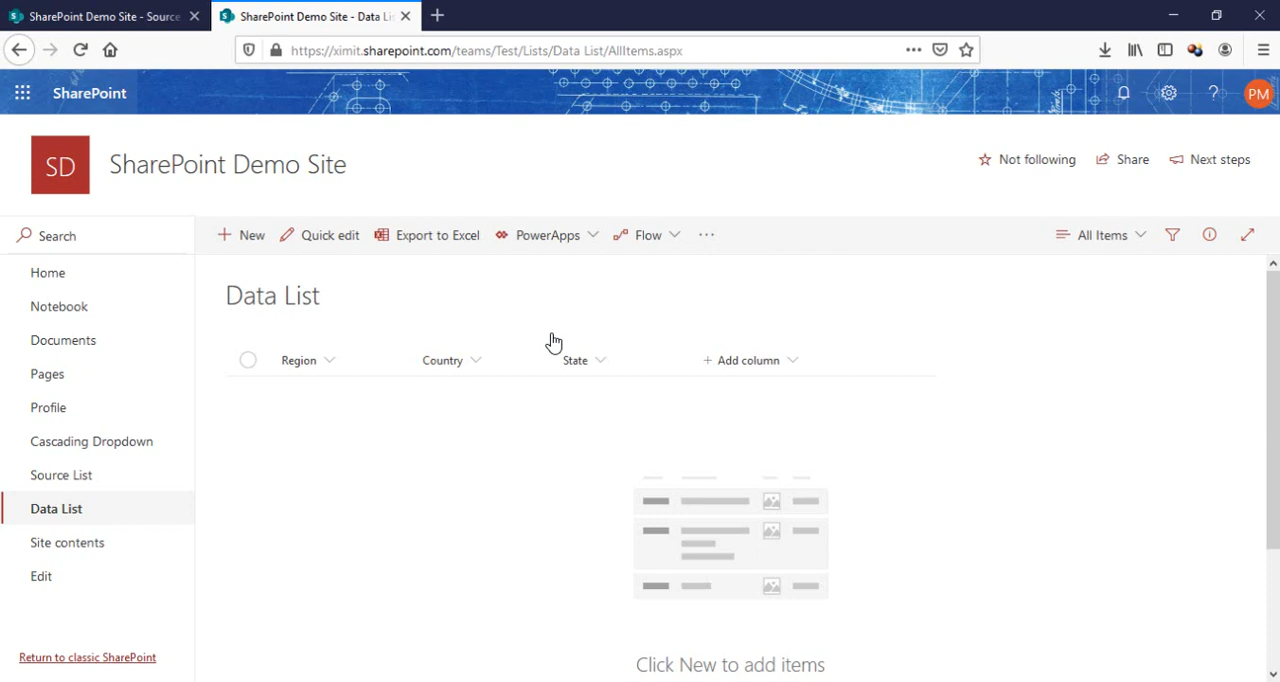 SharePoint Demo Site - Source
SharePoint Demo Site - Data Li
https://ximit.sharepoint.com/teams/Test/Lists/Data List/AllItems.aspx
SharePoint
?
PM
SD
SharePoint Demo Site
Not following
Share
Next steps
Search
+ New
Quick edit
Export to Excel
PowerApps
Flow
...
All Items
Home
Notebook
Documents
Pages
Profile
Cascading Dropdown
Source List
Data List
Site contents
Edit
Return to classic SharePoint
Data List
Region
Country
State
+ Add column
Click New to add items